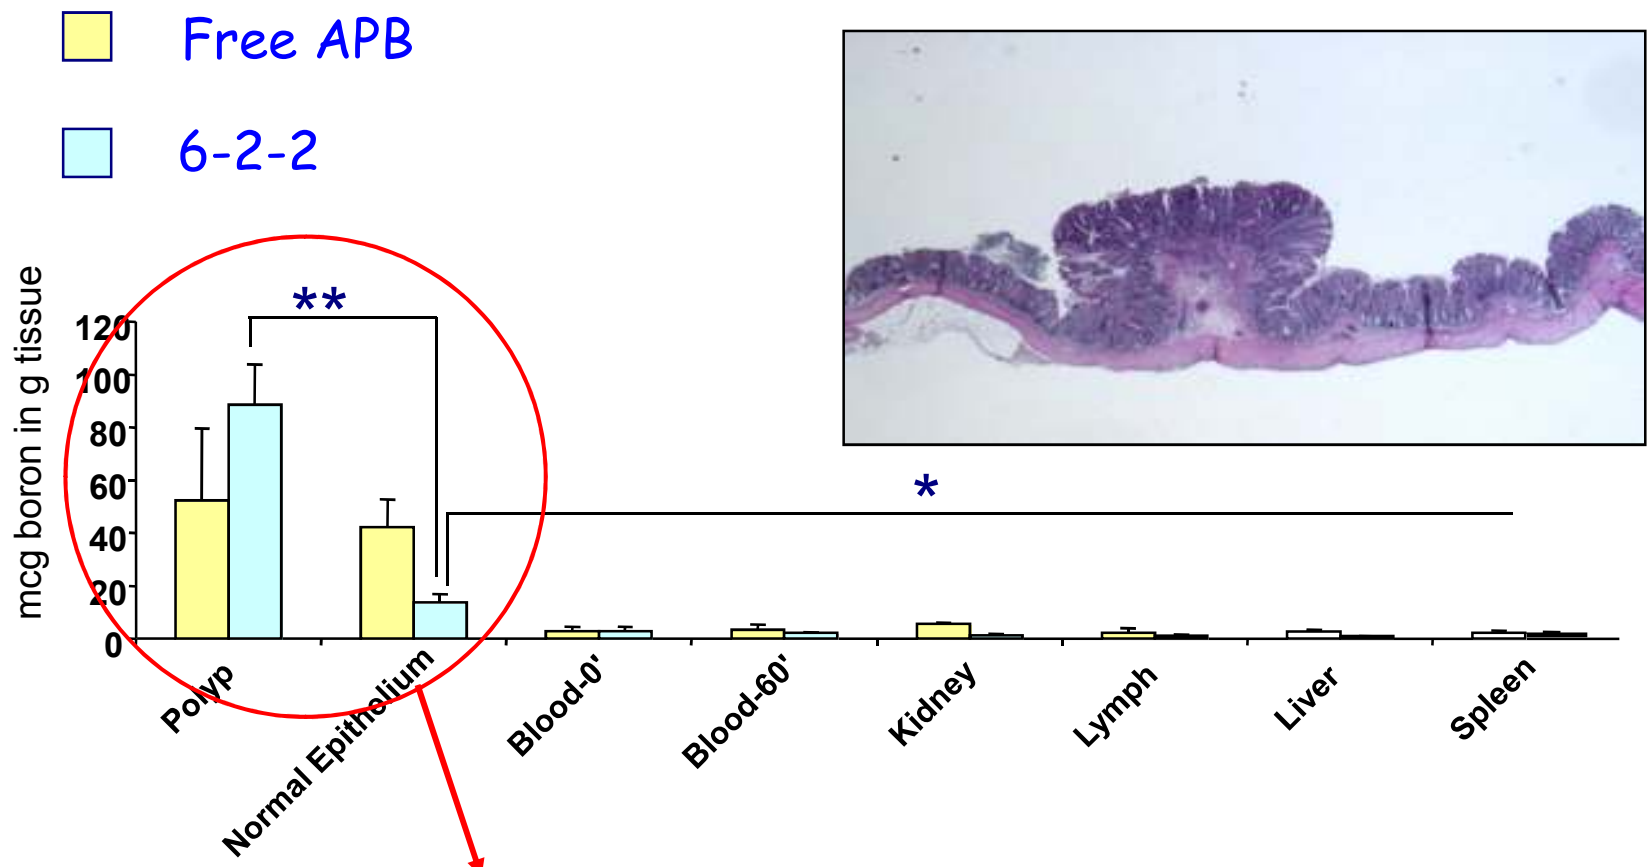 Free APB
6-2-2
mcg boron in g tissue
120
100
80
60
40
20
0
**
*
Polyp
Normal Epithelium
Blood-0'
Blood-60'
Kidney
Lymph
Liver
Spleen